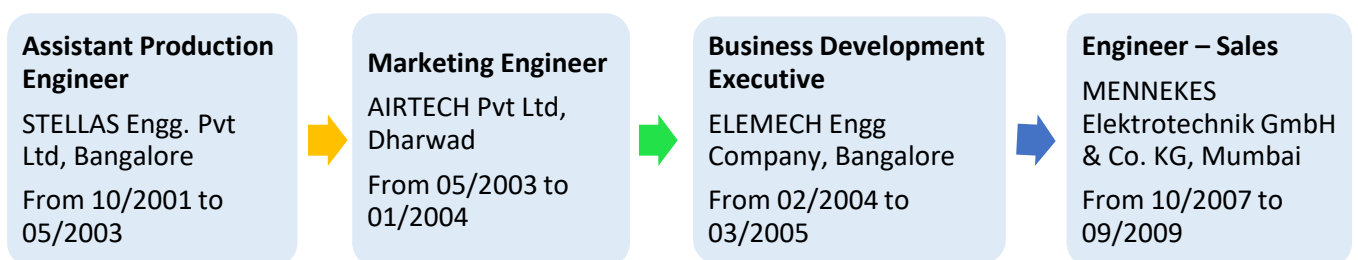 Assistant Production
Engineer
STELLAS Engg. Pvt
Ltd, Bangalore
From 10/2001 to
05/2003
Marketing Engineer
AIRTECH Pvt Ltd,
Dharwad
From 05/2003 to
01/2004
Business Development
Executive
ELEMECH Engg
Company, Bangalore
From 02/2004 to
03/2005
Engineer – Sales
MENNEKES
Elektrotechnik GmbH
& Co. KG, Mumbai
From 10/2007 to
09/2009